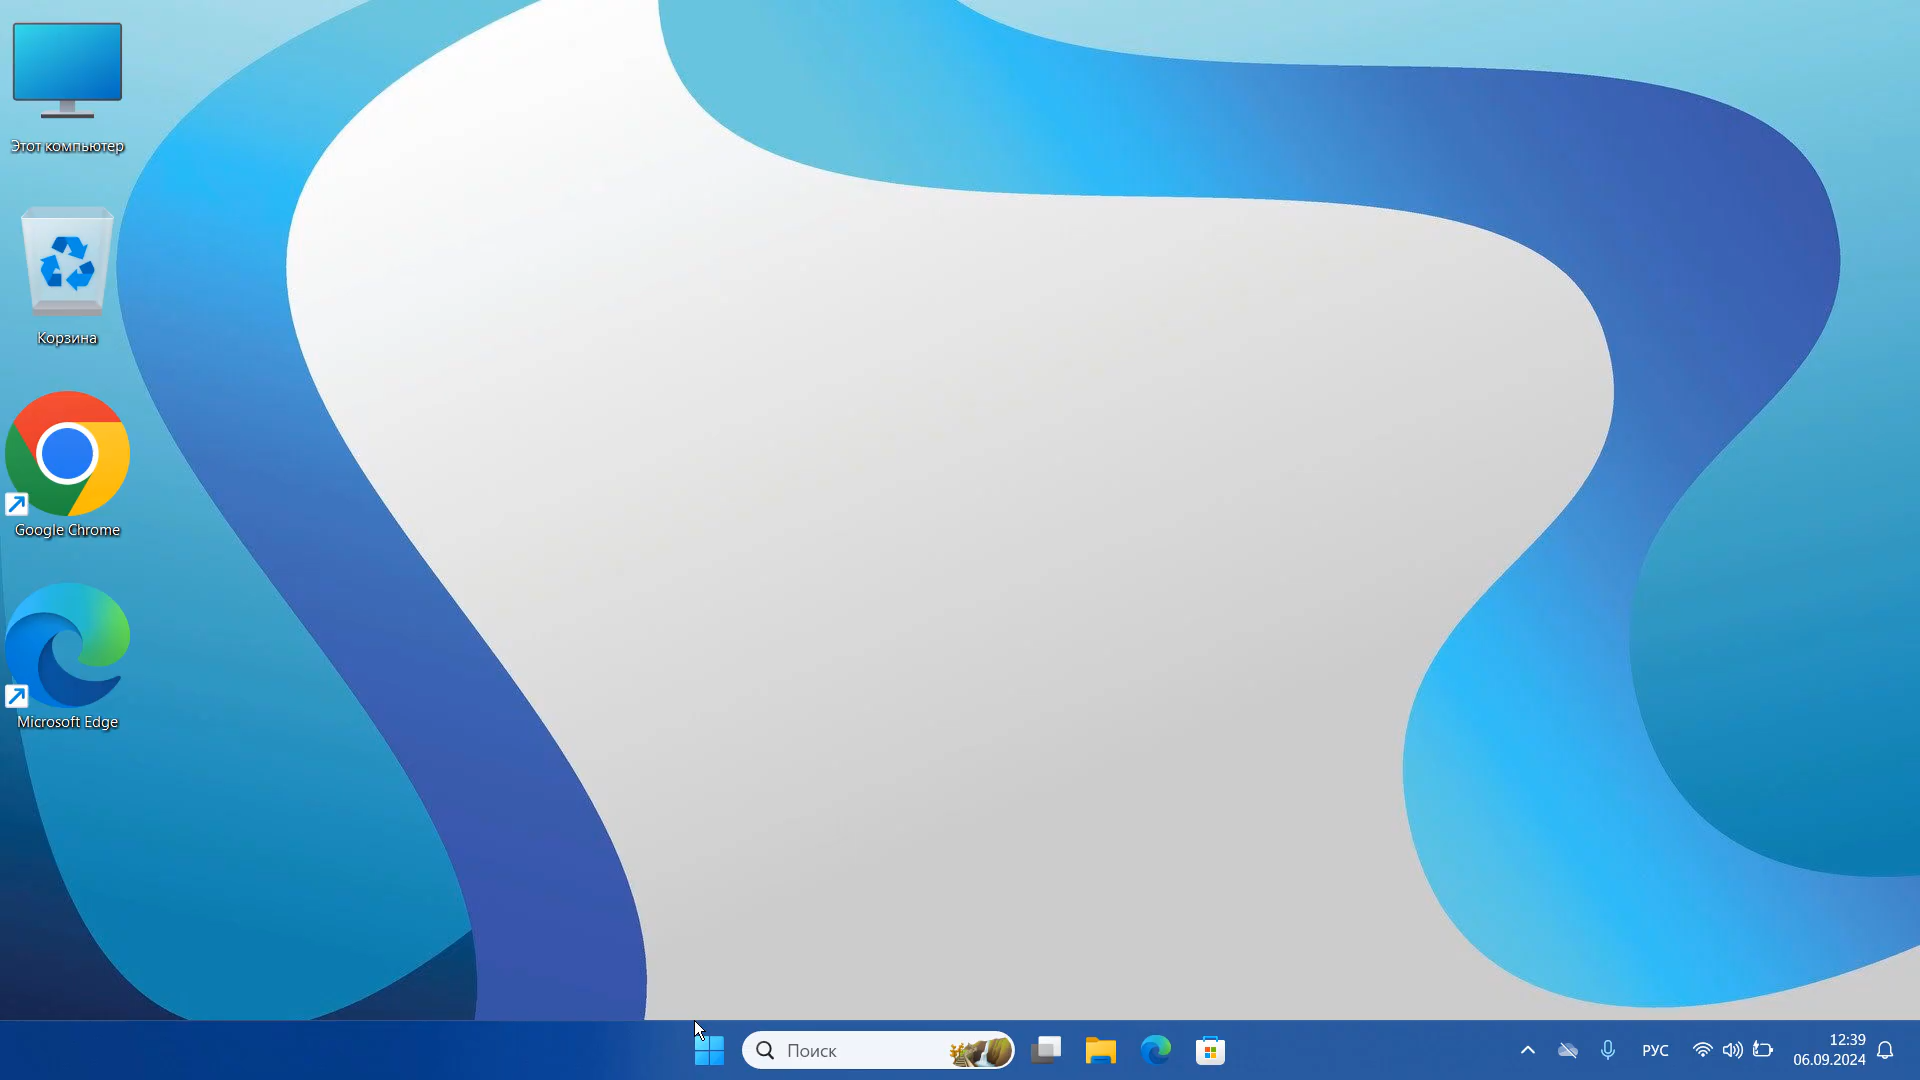 Этот компьютер
Корзина
Google Chrome
Microsoft Edge
Поиск
РУС
12:39
06.09.2024